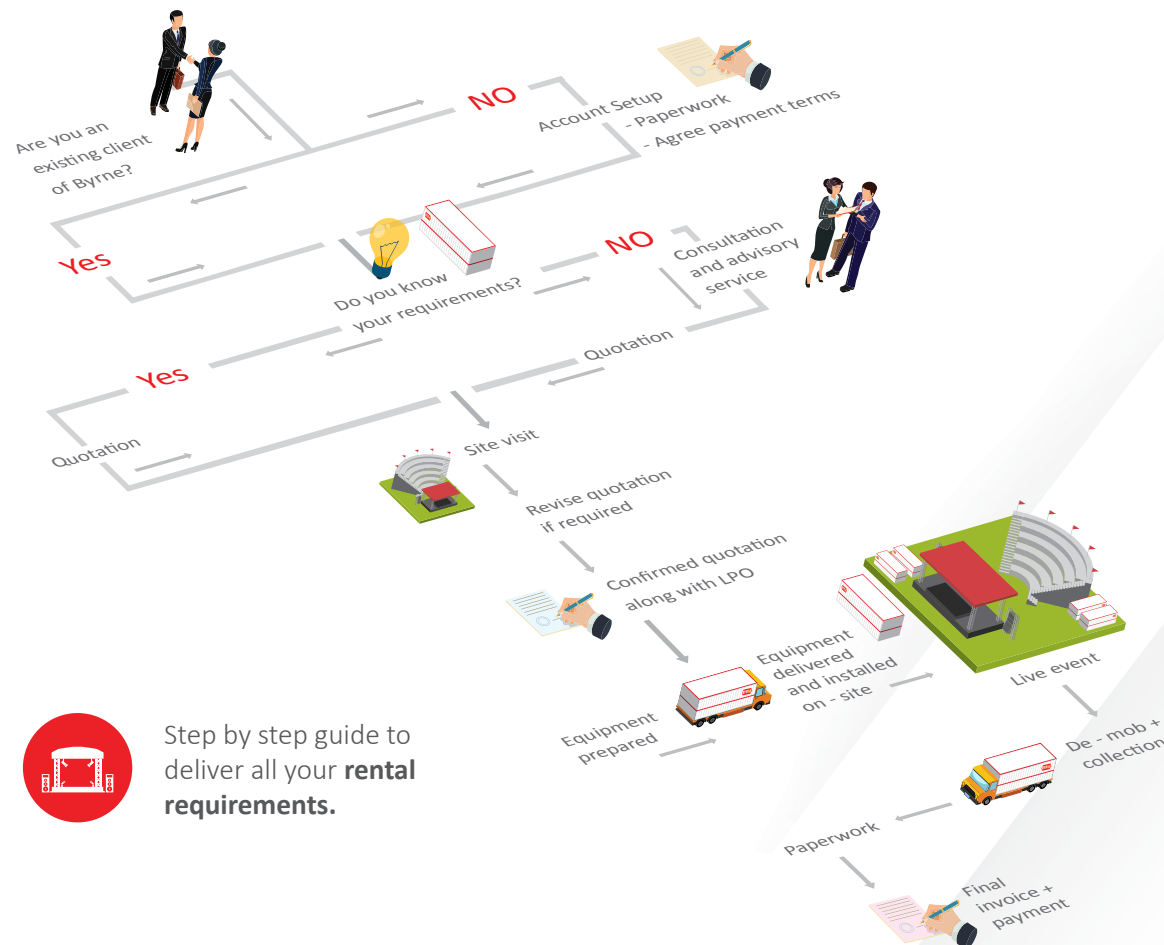 Are you an
existing client
of Byrne?
NO
Account Setup
- Paperwork
- Agree payment terms
Yes
Do you know
your requirements?
NO
Consultation
and advisory
service
Quotation
Yes
Quotation
Site visit
Revise quotation
if required
Confirmed quotation
along with LPO
Equipment
prepared
Equipment
delivered
and installed
on - site
Live event
De - mob +
collection
Paperwork
Final
invoice +
payment
Step by step guide to
deliver all your rental
requirements.